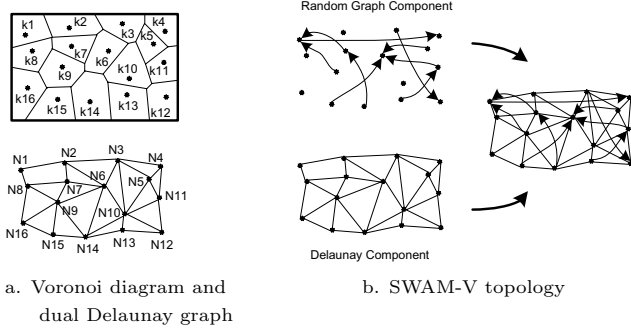 k1 k2 k3 k4
k5
k8 k7 k6
k9 k10 k11
k16 k15 k14 k13 k12
N1 N2 N3 N4
N8 N7 N6 N5
N9 N10 N11
N16 N15 N14 N13 N12
a. Voronoi diagram and
dual Delaunay graph
Random Graph Component
Delaunay Component
b. SWAM-V topology